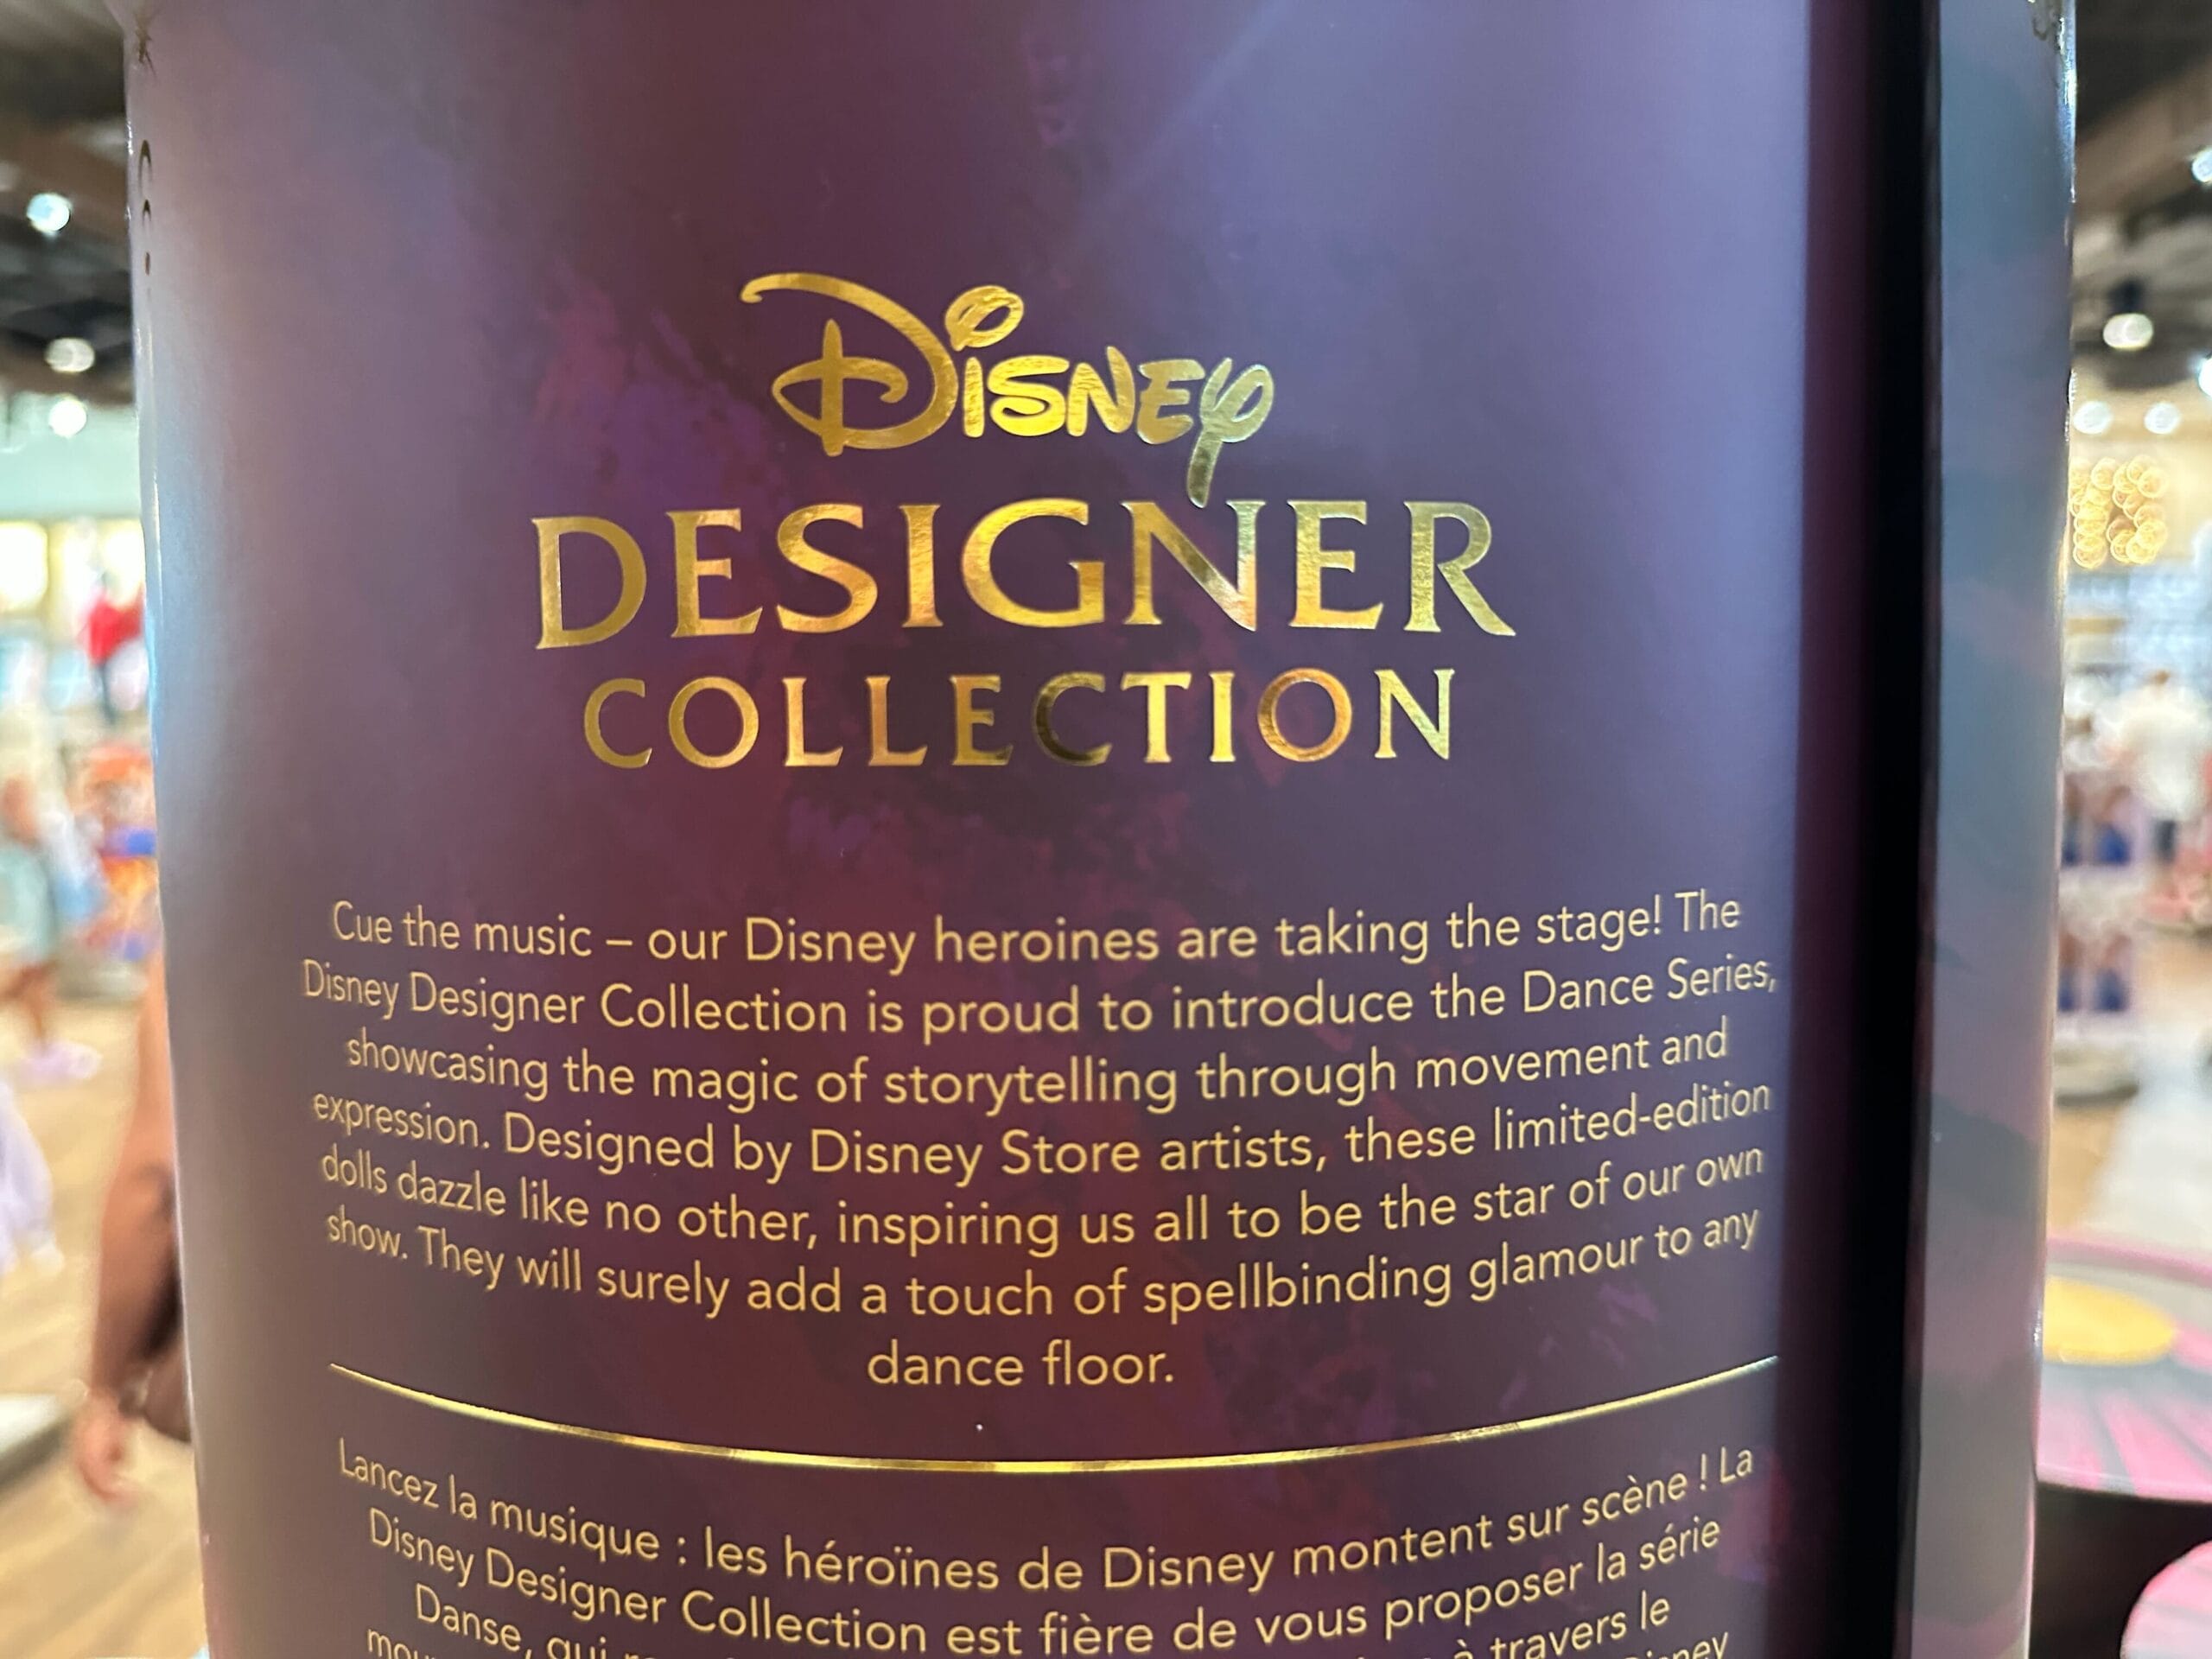 Disney
DESIGNER
COLLECTION
Cue the music – our Disney heroines are taking the stage! The
Disney Designer Collection is proud to introduce the Dance Series,
showcasing the magic of storytelling through movement and
expression. Designed by Disney Store artists, these limited-edition
dolls dazzle like no other, inspiring us all to be the star of our own
show. They will surely add a touch of spellbinding glamour to any
dance floor.
Lancez la musique : les héroïnes de Disney montent sur scène ! La
Disney Designer Collection est fière de vous proposer la série
Danse, qui à travers le
Disney